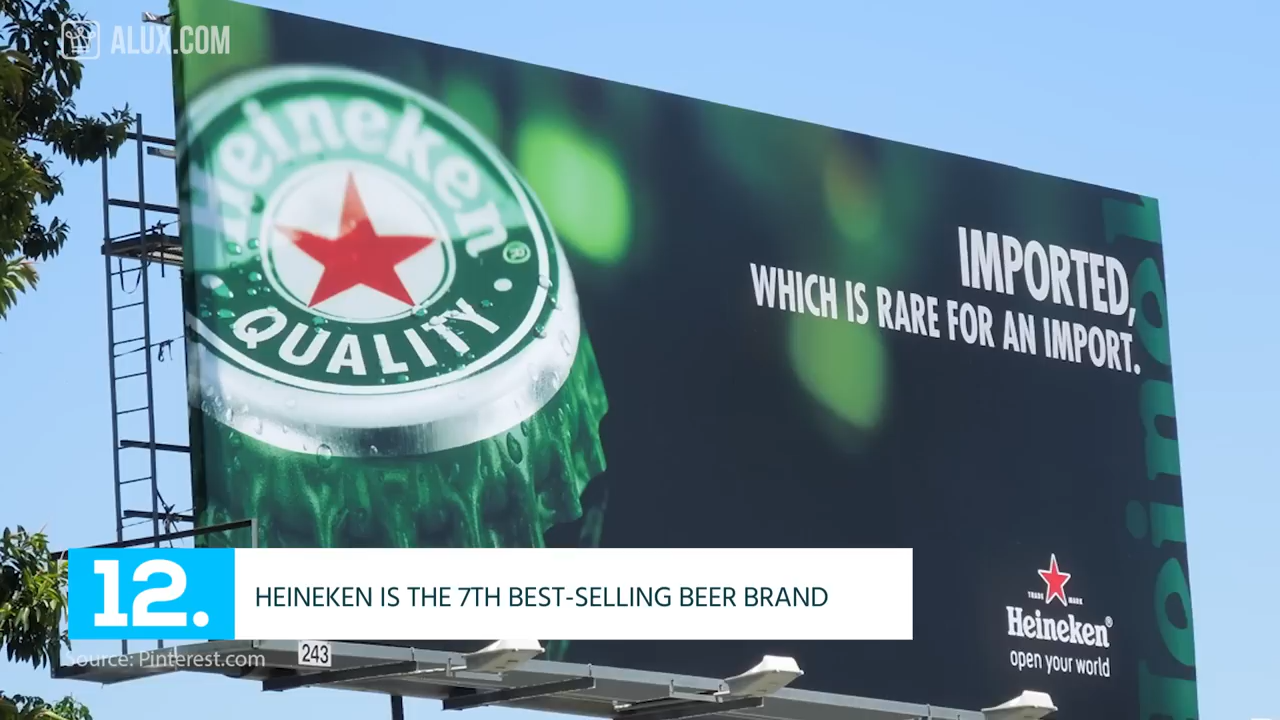 ALUX.COM
Heineken®
QUALITY
IMPORTED,
WHICH IS RARE FOR AN IMPORT.
TRADE MARK
Heineken®
open your world
12.
HEINEKEN IS THE 7TH BEST-SELLING BEER BRAND
Source: Pinterest.com
243